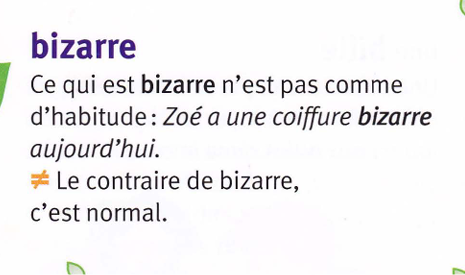 bizarre
Ce qui est bizarre n'est pas comme
d'habitude : Zoé a une coiffure bizarre
aujourd'hui.
≠ Le contraire de bizarre,
c'est normal.